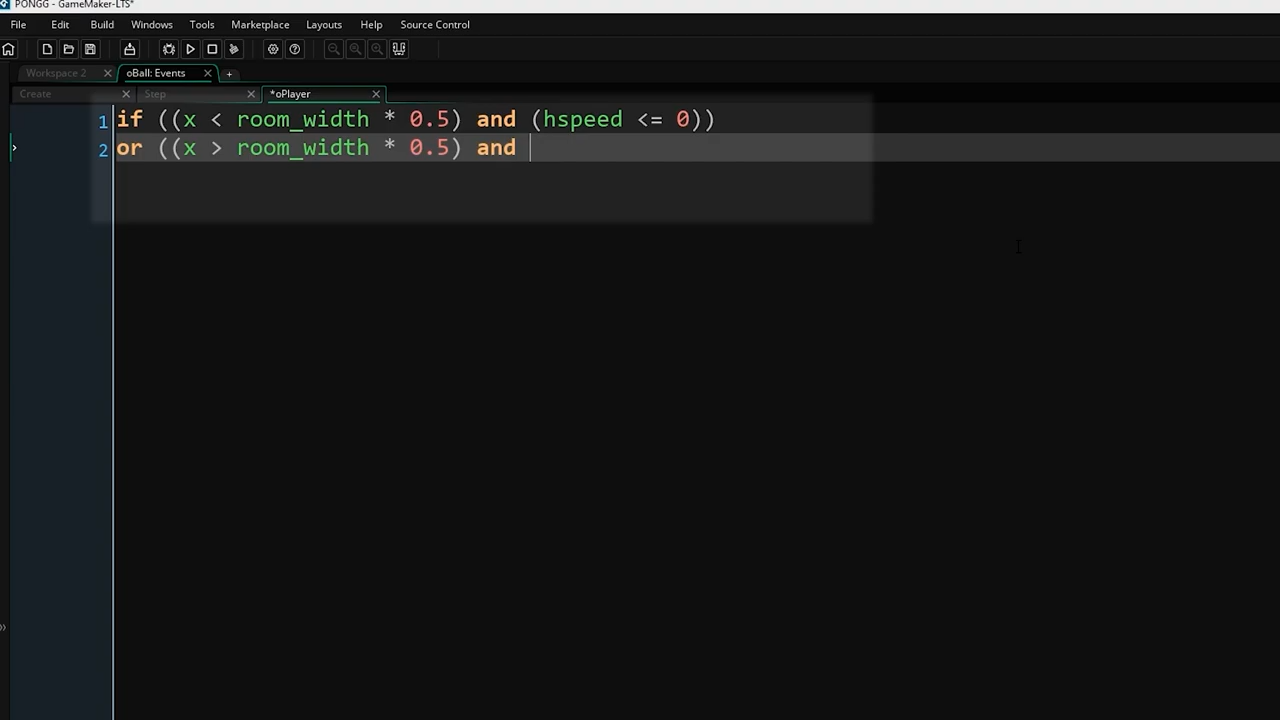 PONGG - GameMaker-LTS*
File Edit Build Windows Tools Marketplace Layouts Help Source Control
Workspace 2 oBall: Events +
Create Step *oPlayer
1 if ((x < room_width * 0.5) and (hspeed <= 0))
2 or ((x > room_width * 0.5) and